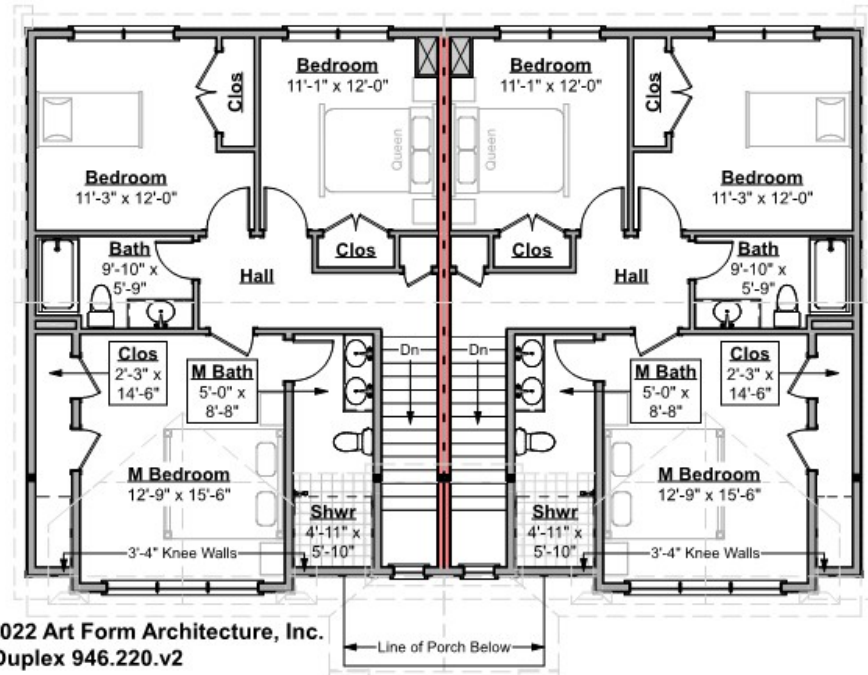 Bedroom
11'-1" x 12'-0"
Bedroom
11'-1" x 12'-0"
Clos
Clos
Queen
Queen
Bedroom
11'-3" x 12'-0"
Bedroom
11'-3" x 12'-0"
Bath
9'-10" x
5'-9"
Hall
Clos
Clos
Hall
Bath
9'-10" x
5'-9"
Clos
2'-3" x
14'-6"
M Bath
5'-0" x
8'-8"
Dn
Dn
M Bath
5'-0" x
8'-8"
Clos
2'-3" x
14'-6"
M Bedroom
12'-9" x 15'-6"
M Bedroom
12'-9" x 15'-6"
Shwr
4'-11" x
5'-10"
Shwr
4'-11" x
5'-10"
3'-4" Knee Walls
3'-4" Knee Walls
022 Art Form Architecture, Inc.
Duplex 946.220.v2
Line of Porch Below